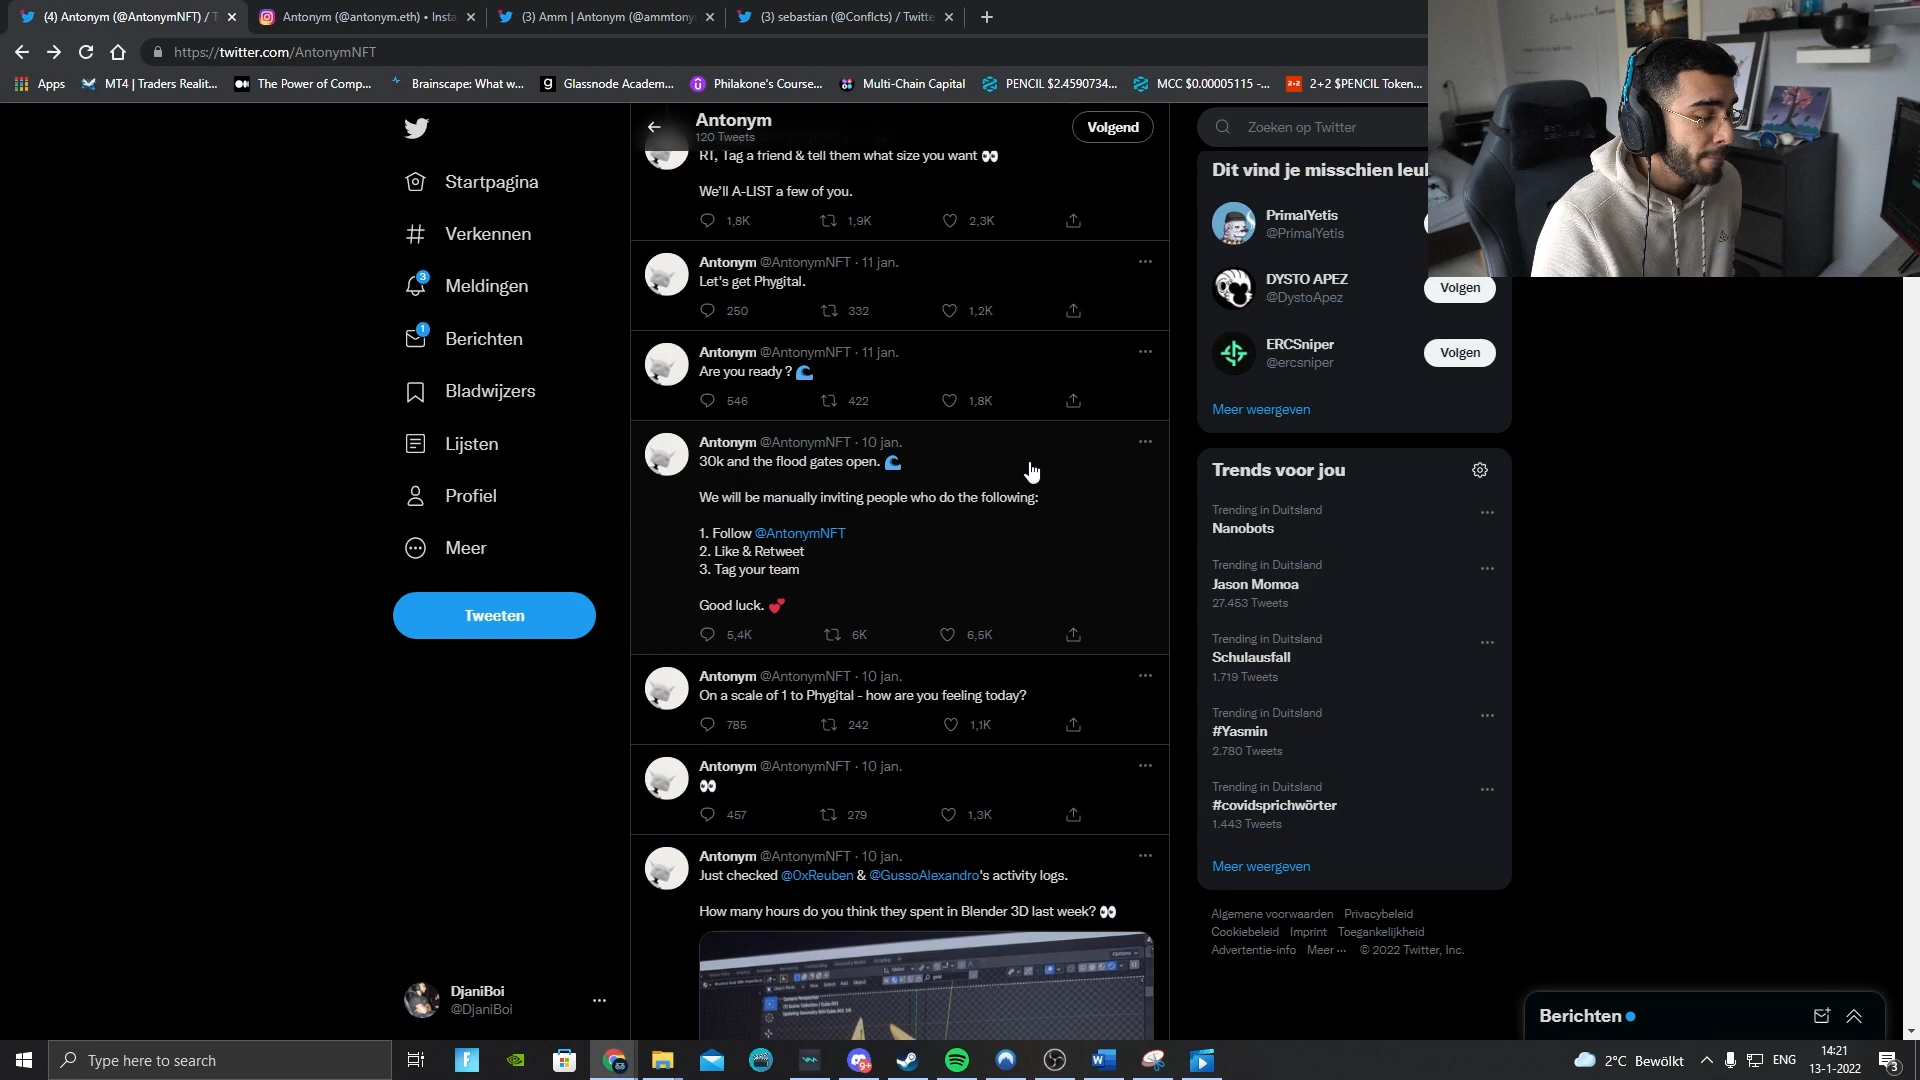 (4) Antonym (@AntonymNFT) / T
Antonym (@antonym.eth) • Insta
(3) Amm | Antonym (@ammtony
(3) sebastian (@Conflcts) / Twitte
https://twitter.com/AntonymNFT
Apps
MT4 | Traders Realit...
The Power of Comp...
Brainscape: What w...
Glassnode Academ...
Philakone's Course...
Multi-Chain Capital
PENCIL $2.4590734...
MCC $0.00005115 -...
2+2 $PENCIL Token...
Startpagina
Verkennen
3
Meldingen
1
Berichten
Bladwijzers
Lijsten
Profiel
Meer
Tweeten
DjaniBoi
@DjaniBoi
Antonym
120 Tweets
Volgend
RT, Tag a friend & tell them what size you want 👀
We'll A-LIST a few of you.
1,8K 1,9K 2,3K
Antonym @AntonymNFT · 11 jan.
Let's get Phygital.
250 332 1,2K
Antonym @AntonymNFT · 11 jan.
Are you ready ? 🌊
546 422 1,8K
Antonym @AntonymNFT · 10 jan.
30k and the flood gates open. 🌊
We will be manually inviting people who do the following:
1. Follow @AntonymNFT
2. Like & Retweet
3. Tag your team
Good luck. 💕
5,4K 6K 6,5K
Antonym @AntonymNFT · 10 jan.
On a scale of 1 to Phygital - how are you feeling today?
785 242 1,1K
Antonym @AntonymNFT · 10 jan.
👀
457 279 1,3K
Antonym @AntonymNFT · 10 jan.
Just checked @0xReuben & @GussoAlexandro's activity logs.
How many hours do you think they spent in Blender 3D last week? 👀
Zoeken op Twitter
Dit vind je misschien leu
PrimalYetis
@PrimalYetis
DYSTO APEZ
@DystoApez
Volgen
ERCSniper
@ercsniper
Volgen
Meer weergeven
Trends voor jou
Trending in Duitsland
Nanobots
Trending in Duitsland
Jason Momoa
27.453 Tweets
Trending in Duitsland
Schulausfall
1.719 Tweets
Trending in Duitsland
#Yasmin
2.780 Tweets
Trending in Duitsland
#covidsprichwörter
1.443 Tweets
Meer weergeven
Algemene voorwaarden Privacybeleid
Cookiebeleid Imprint Toegankelijkheid
Advertentie-info Meer ··· © 2022 Twitter, Inc.
Berichten
Type here to search
2°C Bewölkt
ENG
14:21
13-1-2022
3